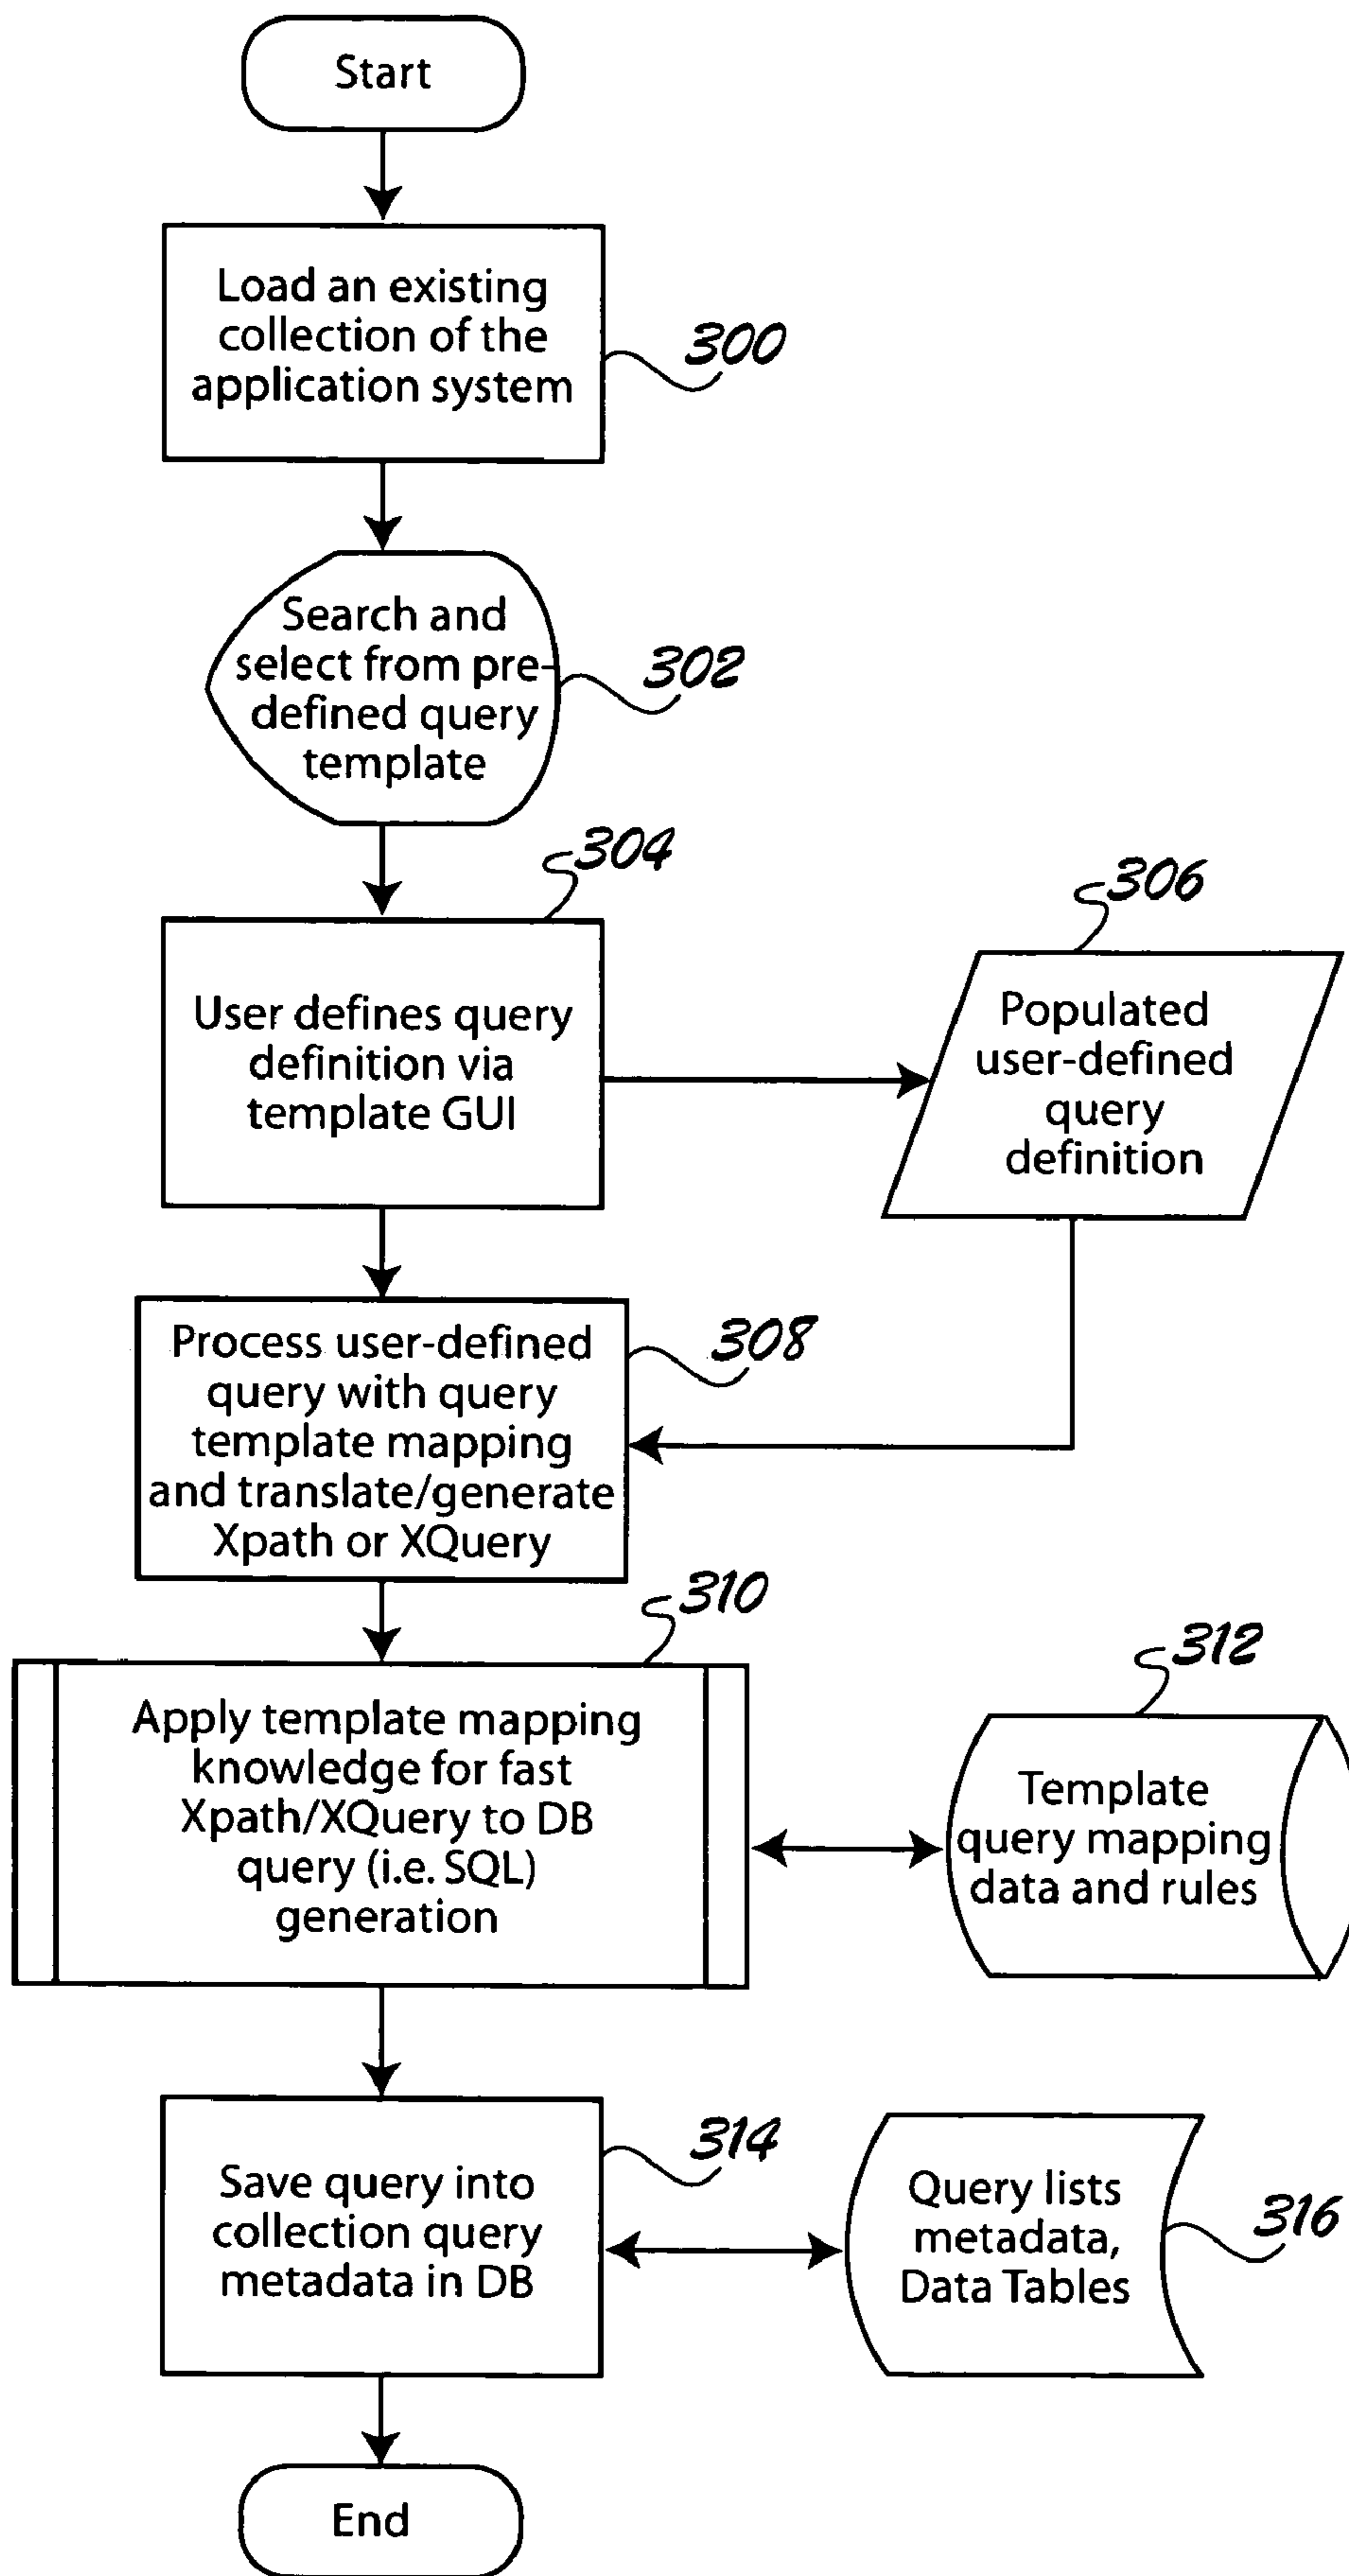 Start
Load an existing
collection of the
application system
300
Search and
select from pre-
defined query
template
302
304
User defines query
definition via
template GUI
306
Populated
user-defined
query
definition
Process user-defined
query with query
template mapping
and translate/generate
Xpath or XQuery
308
310
Apply template mapping
knowledge for fast
Xpath/XQuery to DB
query (i.e. SQL)
generation
312
Template
query mapping
data and rules
Save query into
collection query
metadata in DB
314
Query lists
metadata,
Data Tables
316
End